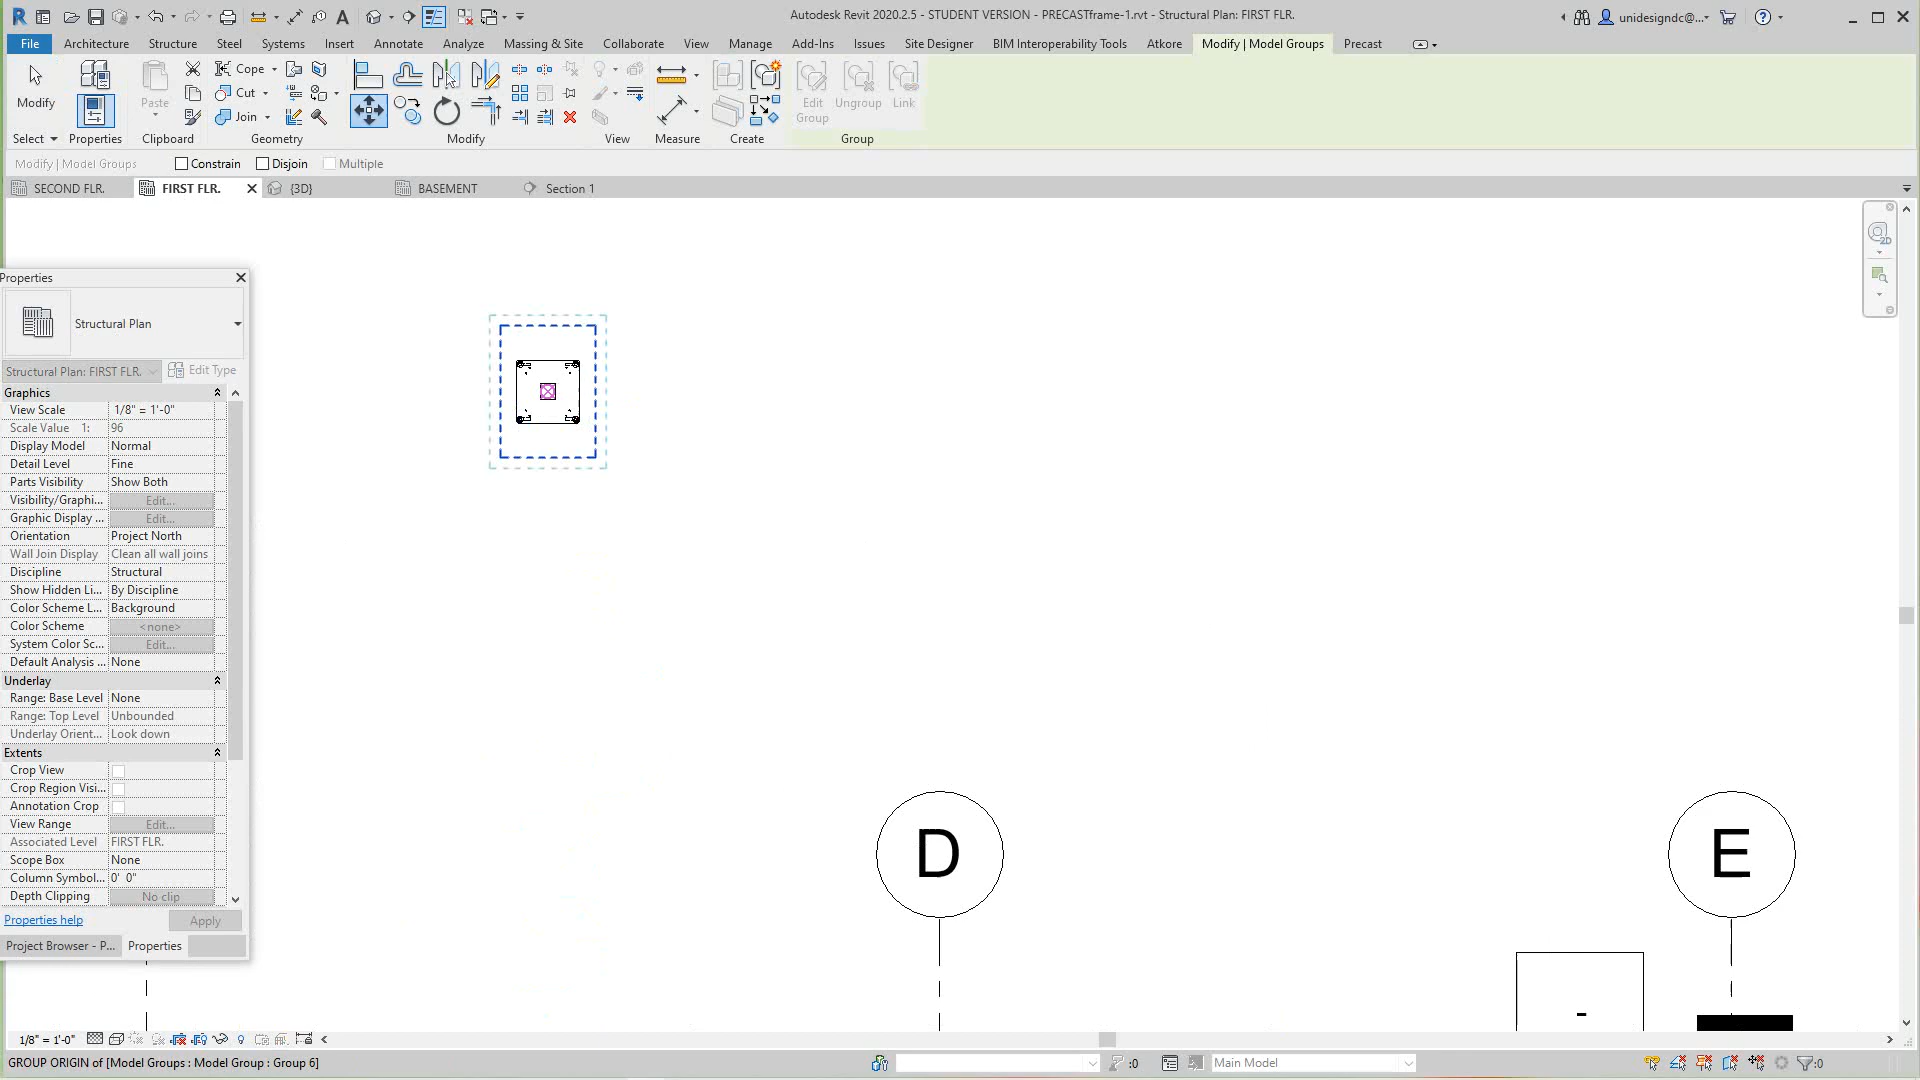 Autodesk Revit 2020.2.5 - STUDENT VERSION - PRECASTframe-1.rvt - Structural Plan: FIRST FLR.
unidesigndc@...
File Architecture Structure Steel Systems Insert Annotate Analyze Massing & Site Collaborate View Manage Add-Ins Issues Site Designer BIM Interoperability Tools Atkore Modify | Model Groups Precast
Modify
Paste
Cope
Cut
Join
Edit Group
Ungroup
Link
Select Properties Clipboard Geometry Modify View Measure Create Group
Modify | Model Groups Constrain Disjoin Multiple
SECOND FLR. FIRST FLR. {3D} BASEMENT Section 1
2D
Properties
Structural Plan
Structural Plan: FIRST FLR. Edit Type
Graphics
View Scale 1/8" = 1'-0"
Scale Value 1: 96
Display Model Normal
Detail Level Fine
Parts Visibility Show Both
Visibility/Graphi... Edit...
Graphic Display ... Edit...
Orientation Project North
Wall Join Display Clean all wall joins
Discipline Structural
Show Hidden Li... By Discipline
Color Scheme L... Background
Color Scheme <none>
System Color Sc... Edit...
Default Analysis ... None
Underlay
Range: Base Level None
Range: Top Level Unbounded
Underlay Orient... Look down
Extents
Crop View
Crop Region Visi...
Annotation Crop
View Range Edit...
Associated Level FIRST FLR.
Scope Box None
Column Symbol... 0' 0"
Depth Clipping No clip
Properties help Apply
Project Browser - P... Properties
D
E
-
1/8" = 1'-0"
GROUP ORIGIN of [Model Groups : Model Group : Group 6]
:0
Main Model
:0